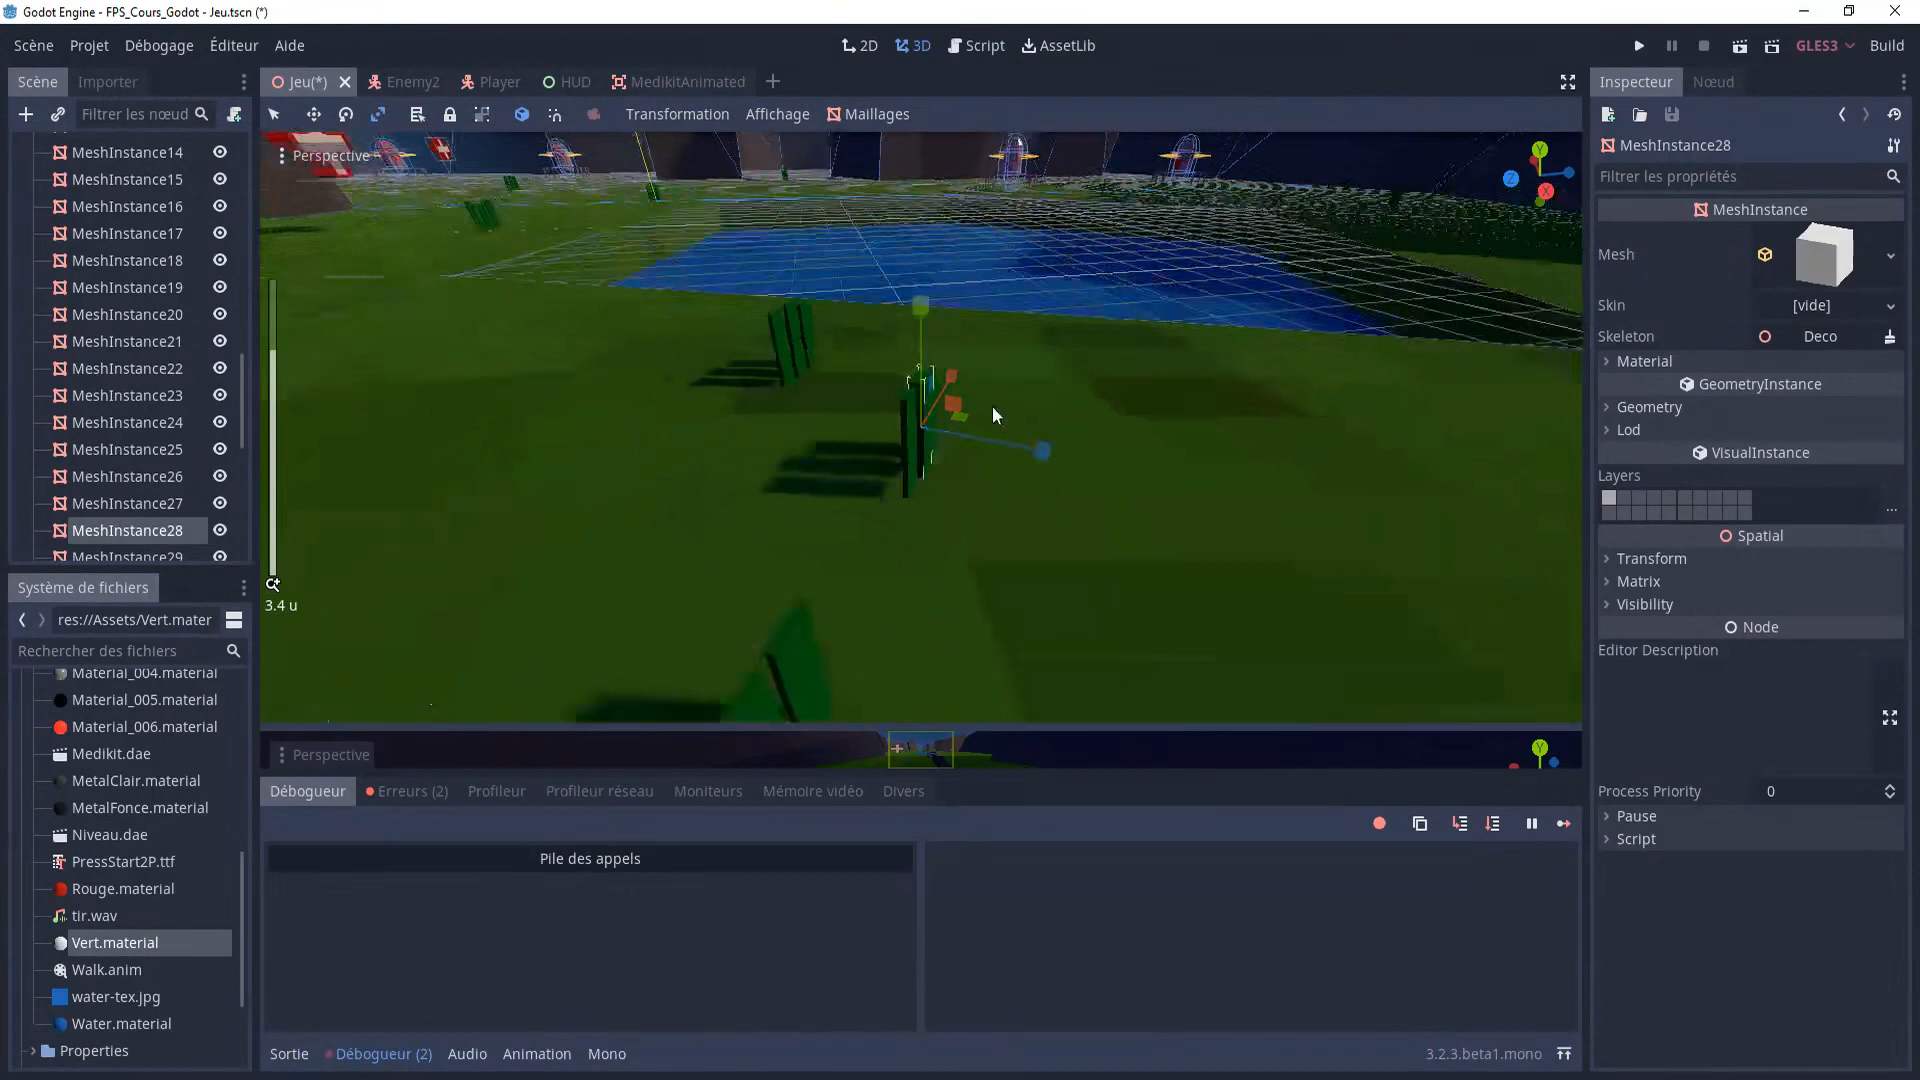 Godot Engine - FPS_Cours_Godot - Jeu.tscn (*)
Scène Projet Débogage Éditeur Aide
2D 3D Script AssetLib
GLES3 Build
Scène Importer
Jeu(*) Enemy2 Player HUD MedikitAnimated
Inspecteur Nœud
Filtrer les nœud
Transformation Affichage Maillages
MeshInstance14
MeshInstance15
MeshInstance16
MeshInstance17
MeshInstance18
MeshInstance19
MeshInstance20
MeshInstance21
MeshInstance22
MeshInstance23
MeshInstance24
MeshInstance25
MeshInstance26
MeshInstance27
MeshInstance28
MeshInstance29
Système de fichiers
res://Assets/Vert.mater
Rechercher des fichiers
Material_004.material
Material_005.material
Material_006.material
Medikit.dae
MetalClair.material
MetalFonce.material
Niveau.dae
PressStart2P.ttf
Rouge.material
tir.wav
Vert.material
Walk.anim
water-tex.jpg
Water.material
Properties
Perspective
Y
Z
X
3.4 u
Perspective
Y
Débogueur Erreurs (2) Profileur Profileur réseau Moniteurs Mémoire vidéo Divers
Pile des appels
Sortie Débogueur (2) Audio Animation Mono
3.2.3.beta1.mono
MeshInstance28
Filtrer les propriétés
MeshInstance
Mesh
Skin [vide]
Skeleton Deco
Material
GeometryInstance
Geometry
Lod
VisualInstance
Layers
...
Spatial
Transform
Matrix
Visibility
Node
Editor Description
Process Priority 0
Pause
Script